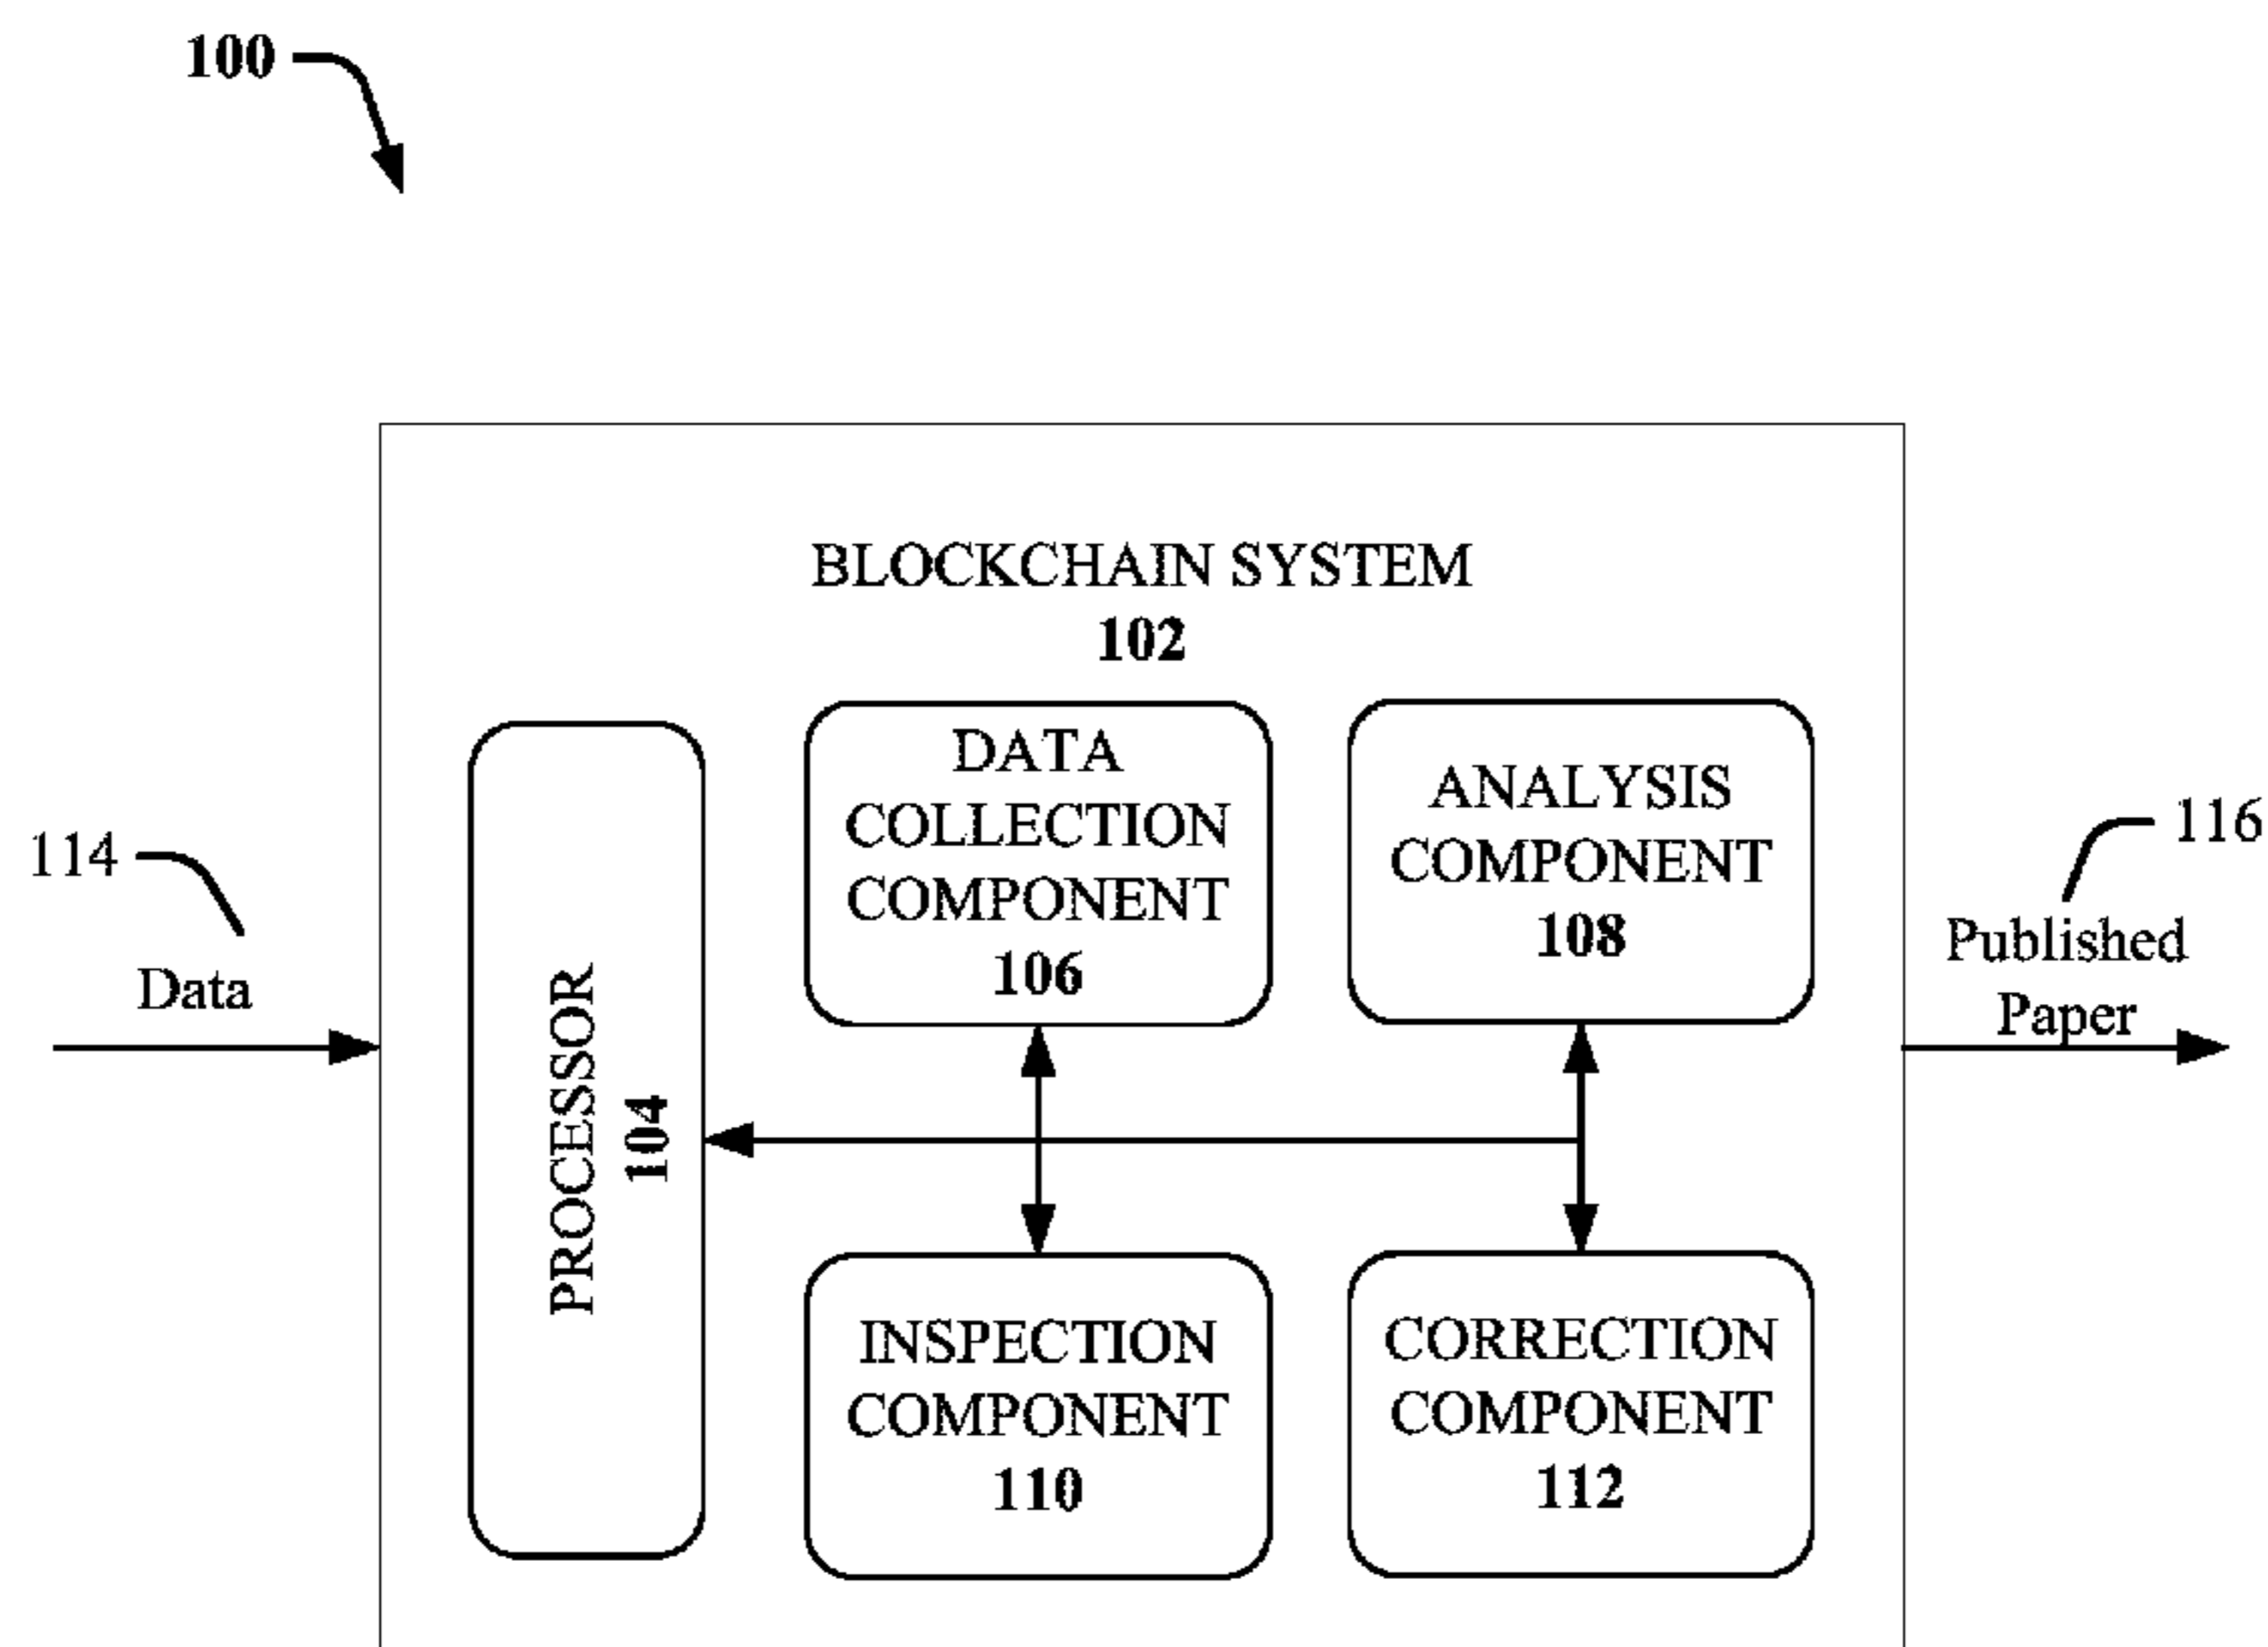 100
BLOCKCHAIN SYSTEM
102
114
Data
PROCESSOR
104
DATA
COLLECTION
COMPONENT
106
ANALYSIS
COMPONENT
108
INSPECTION
COMPONENT
110
CORRECTION
COMPONENT
112
116
Published
Paper